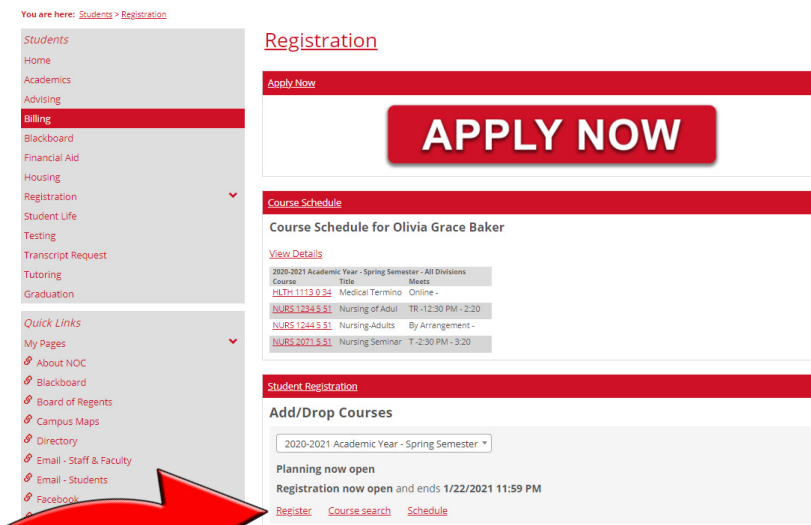 You are here: Students > Registration
Students
Home
Academics
Advising
Billing
Blackboard
Financial Aid
Housing
Registration
Student Life
Testing
Transcript Request
Tutoring
Graduation
Quick Links
My Pages
About NOC
Blackboard
Board of Regents
Campus Maps
Directory
Email - Staff & Faculty
Email - Students
Facebook
Registration
Apply Now
APPLY NOW
Course Schedule
Course Schedule for Olivia Grace Baker
View Details
2020-2021 Academic Year - Spring Semester - All Divisions
Course Title Meets
HLTH 1113 0 34 Medical Termino Online -
NURS 1234 5 51 Nursing of Adul TR -12:30 PM - 2:20
NURS 1244 5 51 Nursing-Adults By Arrangement -
NURS 2071 5 51 Nursing Seminar T -2:30 PM - 3:20
Student Registration
Add/Drop Courses
2020-2021 Academic Year - Spring Semester
Planning now open
Registration now open and ends 1/22/2021 11:59 PM
Register Course search Schedule